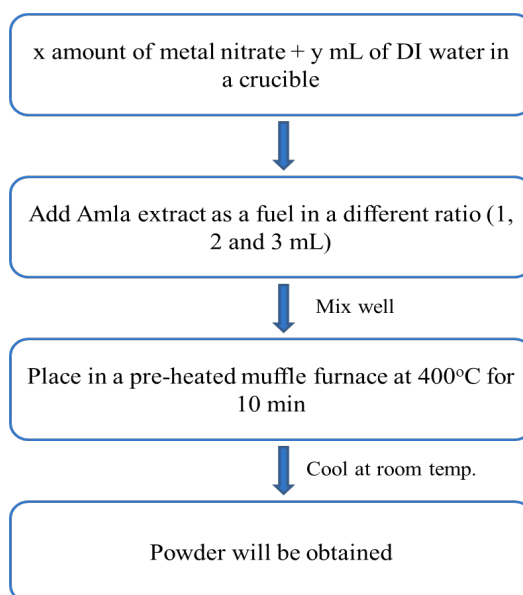 x amount of metal nitrate + y mL of DI water in
a crucible
Add Amla extract as a fuel in a different ratio (1,
2 and 3 mL)
Mix well
Place in a pre-heated muffle furnace at 400°C for
10 min
Cool at room temp.
Powder will be obtained